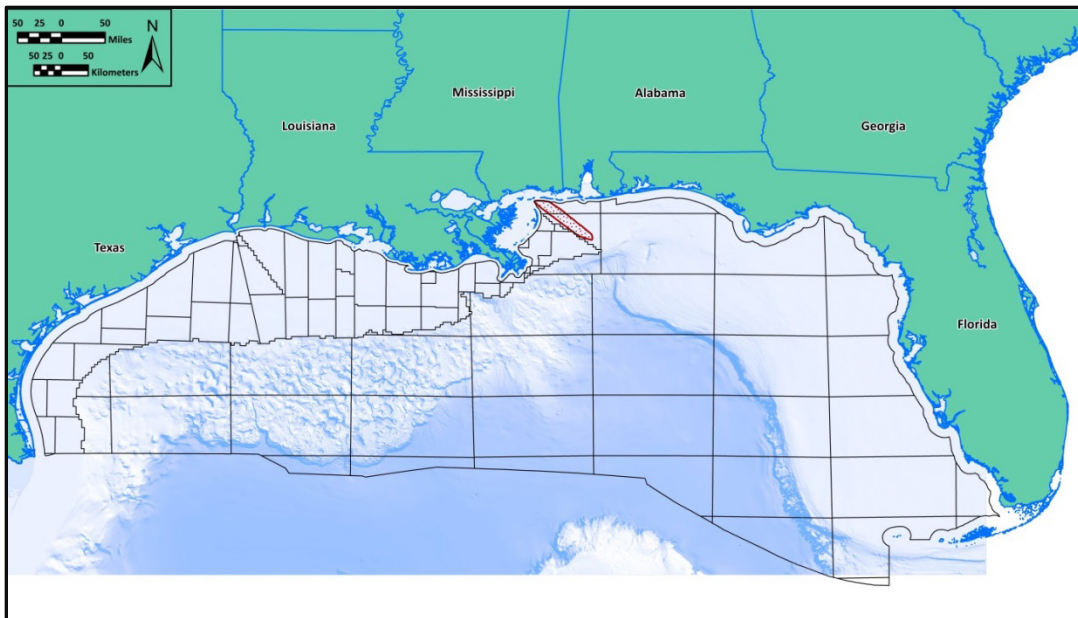 50 25 0 50
Miles
50 25 0 50
Kilometers
N
Mississippi
Alabama
Louisiana
Georgia
Texas
Florida